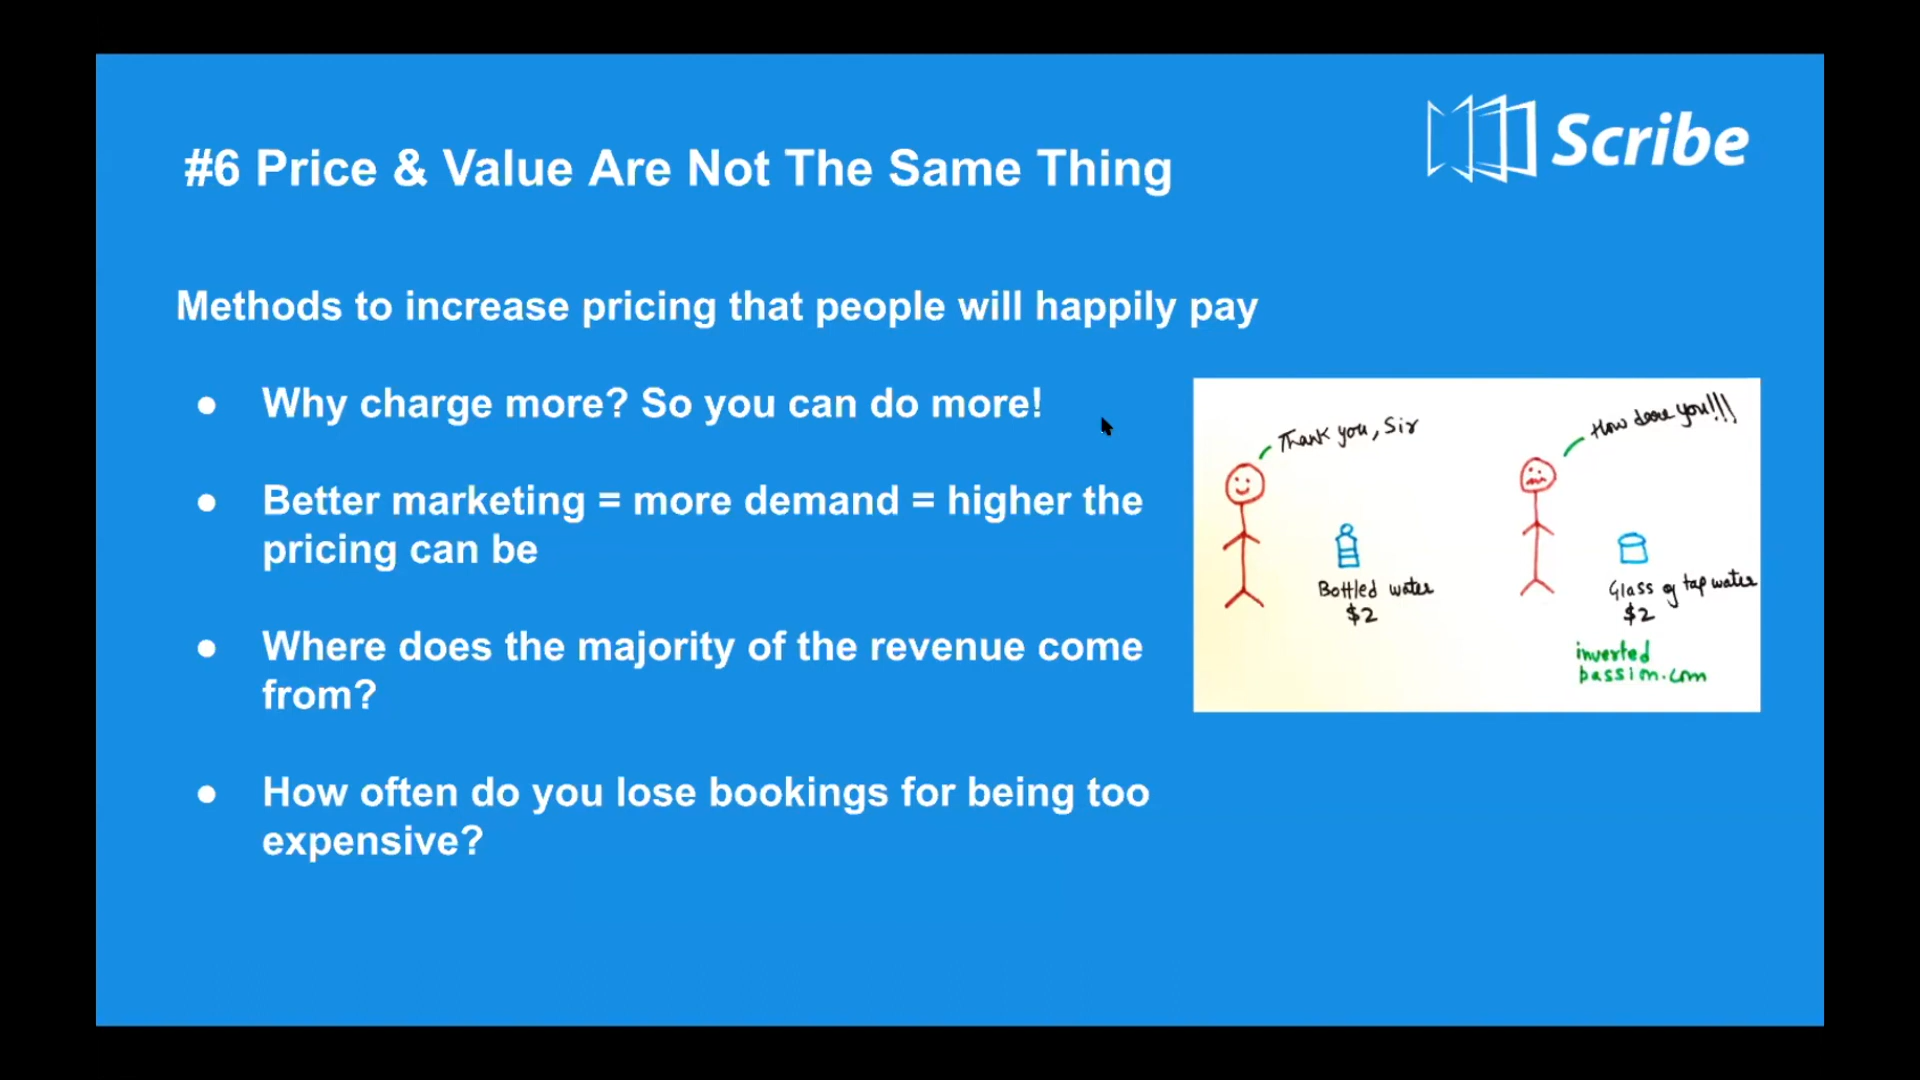 Scribe
#6 Price & Value Are Not The Same Thing
Methods to increase pricing that people will happily pay
● Why charge more? So you can do more!
● Better marketing = more demand = higher the
pricing can be
● Where does the majority of the revenue come
from?
● How often do you lose bookings for being too
expensive?
Thank you, Sir
Bottled water
$2
How dare you!!!
Glass of tap water
$2
inverted
passion.com